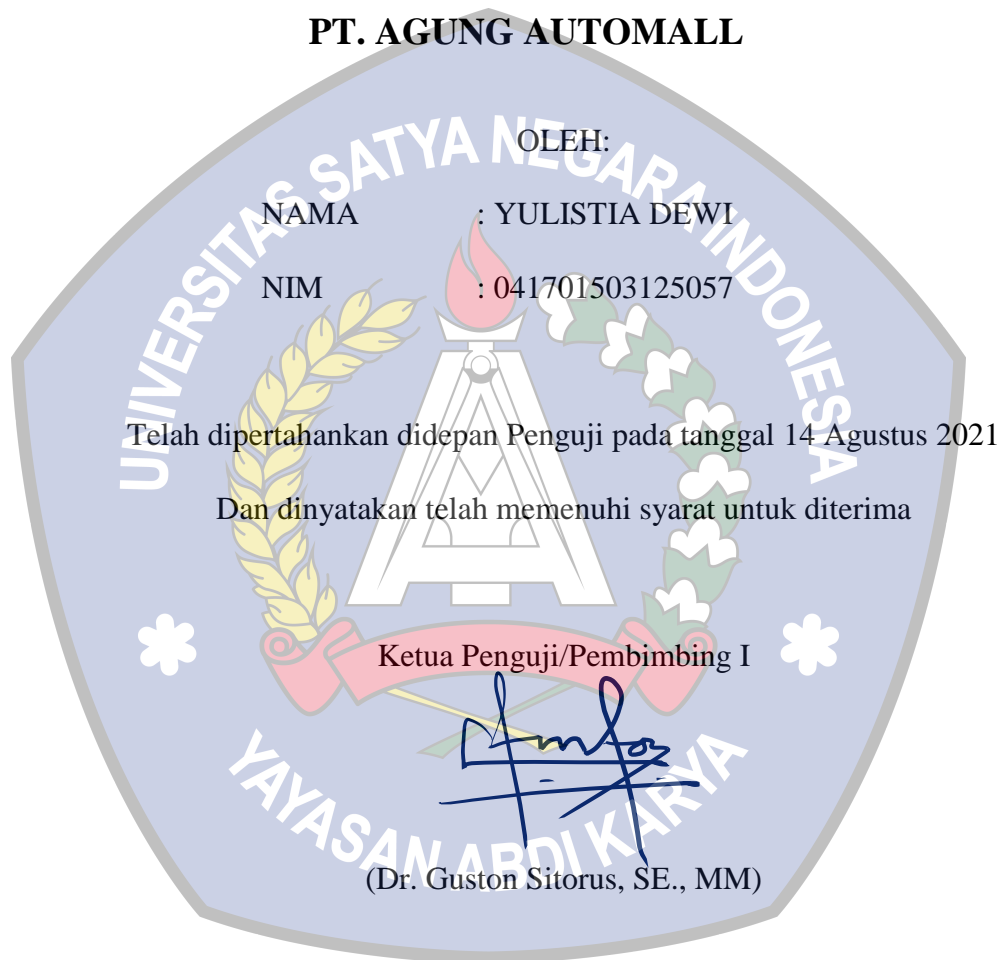 PT. AGUNG AUTOMALL
OLEH:
NAMA : YULISTIA DEWI
NIM : 041701503125057
Telah dipertahankan didepan Penguji pada tanggal 14 Agustus 2021
Dan dinyatakan telah memenuhi syarat untuk diterima
Ketua Penguji/Pembimbing I
(Dr. Guston Sitorus, SE., MM)
UNIVERSITAS SATYA NEGARA INDONESIA
YAYASAN ABDI KARYA